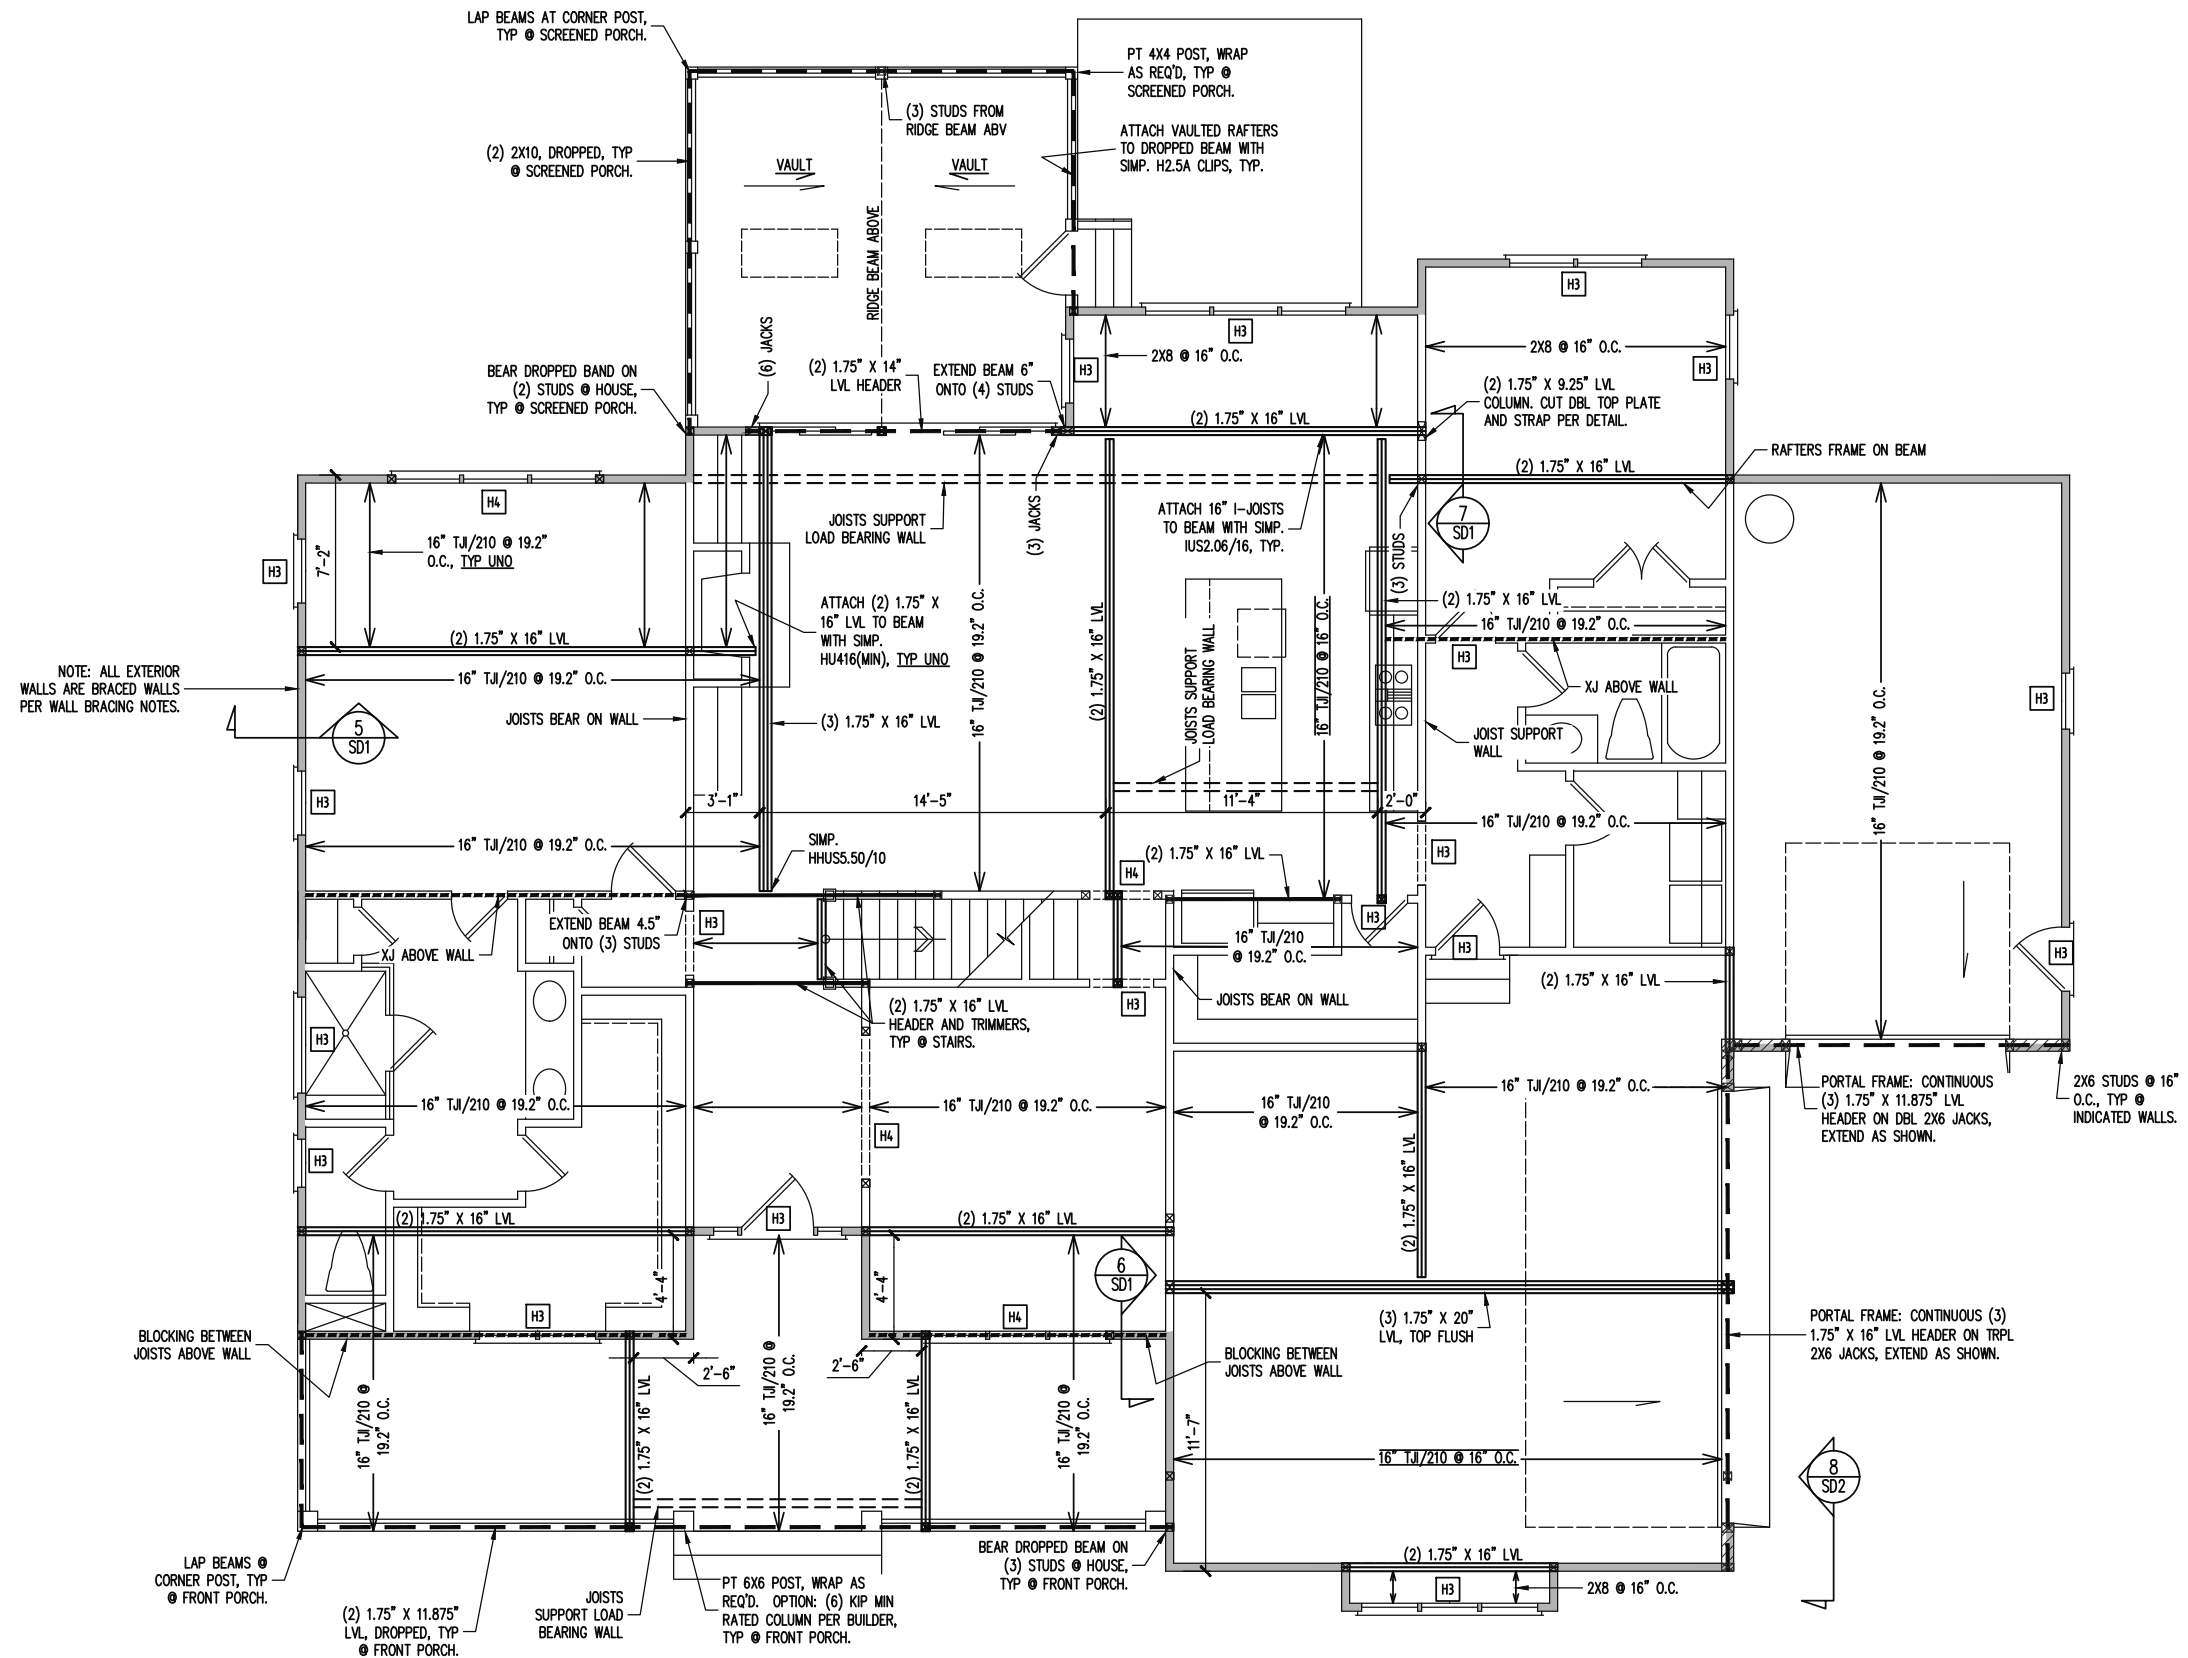 LAP BEAMS AT CORNER POST,
TYP @ SCREENED PORCH.
PT 4X4 POST, WRAP
AS REQ'D, TYP @
SCREENED PORCH.
(3) STUDS FROM
RIDGE BEAM ABV
ATTACH VAULTED RAFTERS
TO DROPPED BEAM WITH
SIMP. H2.5A CLIPS, TYP.
(2) 2X10, DROPPED, TYP
@ SCREENED PORCH.
VAULT
VAULT
RIDGE BEAM ABOVE
H3
H3
2X8 @ 16" O.C.
H3
2X8 @ 16" O.C.
H3
BEAR DROPPED BAND ON
(2) STUDS @ HOUSE,
TYP @ SCREENED PORCH.
(6) JACKS
(2) 1.75" X 14"
LVL HEADER
EXTEND BEAM 6"
ONTO (4) STUDS
(2) 1.75" X 16" LVL
(2) 1.75" X 9.25" LVL
COLUMN. CUT DBL TOP PLATE
AND STRAP PER DETAIL.
RAFTERS FRAME ON BEAM
(2) 1.75" X 16" LVL
H4
7'-2"
H3
16" TJI/210 @ 19.2"
O.C., TYP UNO
JOISTS SUPPORT
LOAD BEARING WALL
(3) JACKS
ATTACH 16" I-JOISTS
TO BEAM WITH SIMP.
IUS2.06/16, TYP.
(3) STUDS
7
SD1
ATTACH (2) 1.75" X
16" LVL TO BEAM
WITH SIMP.
HU416(MIN), TYP UNO
16" TJI/210 @ 19.2" O.C.
(2) 1.75" X 16" LVL
JOISTS SUPPORT
LOAD BEARING WALL
16" TJI/210 @ 16" O.C.
(2) 1.75" X 16" LVL
16" TJI/210 @ 19.2" O.C.
H3
XJ ABOVE WALL
(2) 1.75" X 16" LVL
16" TJI/210 @ 19.2" O.C.
NOTE: ALL EXTERIOR
WALLS ARE BRACED WALLS
PER WALL BRACING NOTES.
5
SD1
JOISTS BEAR ON WALL
(3) 1.75" X 16" LVL
JOIST SUPPORT
WALL
16" TJI/210 @ 19.2" O.C.
H3
H3
3'-1"
14'-5"
11'-4"
2'-0"
16" TJI/210 @ 19.2" O.C.
16" TJI/210 @ 19.2" O.C.
SIMP.
HHUS5.50/10
(2) 1.75" X 16" LVL
H3
H4
EXTEND BEAM 4.5"
ONTO (3) STUDS
H3
XJ ABOVE WALL
H3
H3
H3
16" TJI/210
@ 19.2" O.C.
(2) 1.75" X 16" LVL
H3
JOISTS BEAR ON WALL
(2) 1.75" X 16" LVL
HEADER AND TRIMMERS,
TYP @ STAIRS.
H3
16" TJI/210 @ 19.2" O.C.
16" TJI/210 @ 19.2" O.C.
16" TJI/210
@ 19.2" O.C.
16" TJI/210 @ 19.2" O.C.
PORTAL FRAME: CONTINUOUS
(3) 1.75" X 11.875" LVL
HEADER ON DBL 2X6 JACKS,
EXTEND AS SHOWN.
2X6 STUDS @ 16"
O.C., TYP @
INDICATED WALLS.
H4
H3
(2) 1.75" X 16" LVL
(2) 1.75" X 16" LVL
H3
(2) 1.75" X 16" LVL
4'-4"
4'-4"
6
SD1
H3
H4
(3) 1.75" X 20"
LVL, TOP FLUSH
PORTAL FRAME: CONTINUOUS (3)
1.75" X 16" LVL HEADER ON TRPL
2X6 JACKS, EXTEND AS SHOWN.
BLOCKING BETWEEN
JOISTS ABOVE WALL
2'-6"
2'-6"
BLOCKING BETWEEN
JOISTS ABOVE WALL
16" TJI/210 @
19.2" O.C.
(2) 1.75" X 16" LVL
16" TJI/210 @
19.2" O.C.
(2) 1.75" X 16" LVL
16" TJI/210 @
19.2" O.C.
11'-7"
16" TJI/210 @ 16" O.C.
8
SD2
LAP BEAMS @
CORNER POST, TYP
@ FRONT PORCH.
(2) 1.75" X 11.875"
LVL, DROPPED, TYP
@ FRONT PORCH.
JOISTS
SUPPORT LOAD
BEARING WALL
PT 6X6 POST, WRAP AS
REQ'D. OPTION: (6) KIP MIN
RATED COLUMN PER BUILDER,
TYP @ FRONT PORCH.
BEAR DROPPED BEAM ON
(3) STUDS @ HOUSE,
TYP @ FRONT PORCH.
(2) 1.75" X 16" LVL
H3
2X8 @ 16" O.C.